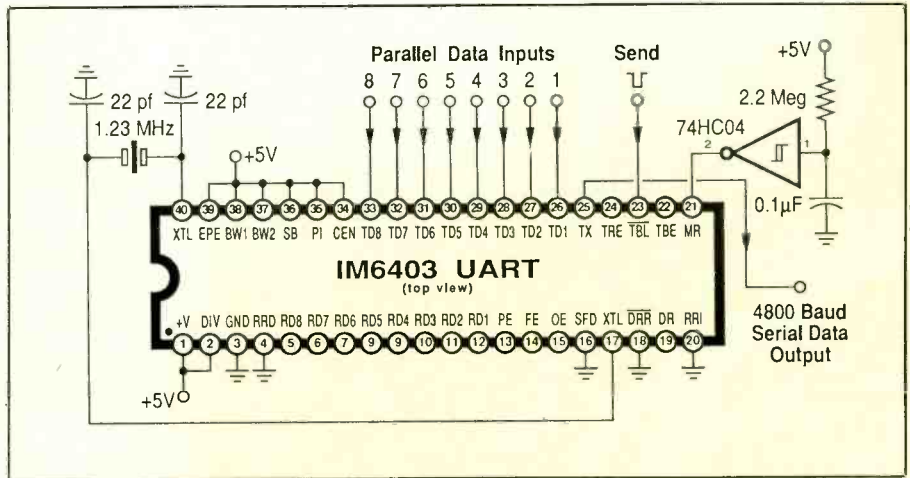 Parallel Data Inputs
Send
+5V
8 7 6 5 4 3 2 1
22 pf
22 pf
2.2 Meg
1.23 MHz
74HC04
2
1
+5V
0.1µF
40 39 38 37 36 35 34 33 32 31 30 29 28 27 26 25 24 23 22 21
XTL EPE BW1 BW2 SB PI CEN TD8 TD7 TD6 TD5 TD4 TD3 TD2 TD1 TX TRE TBL TBE MR
IM6403 UART
(top view)
+V DIV GND RRD RD8 RD7 RD6 RD5 RD4 RD3 RD2 RD1 PE FE OE SFD XTL DRR DR RRI
1 2 3 4 5 6 7 9 9 10 11 12 13 14 15 16 17 18 19 20
+5V
4800 Baud
Serial Data
Output